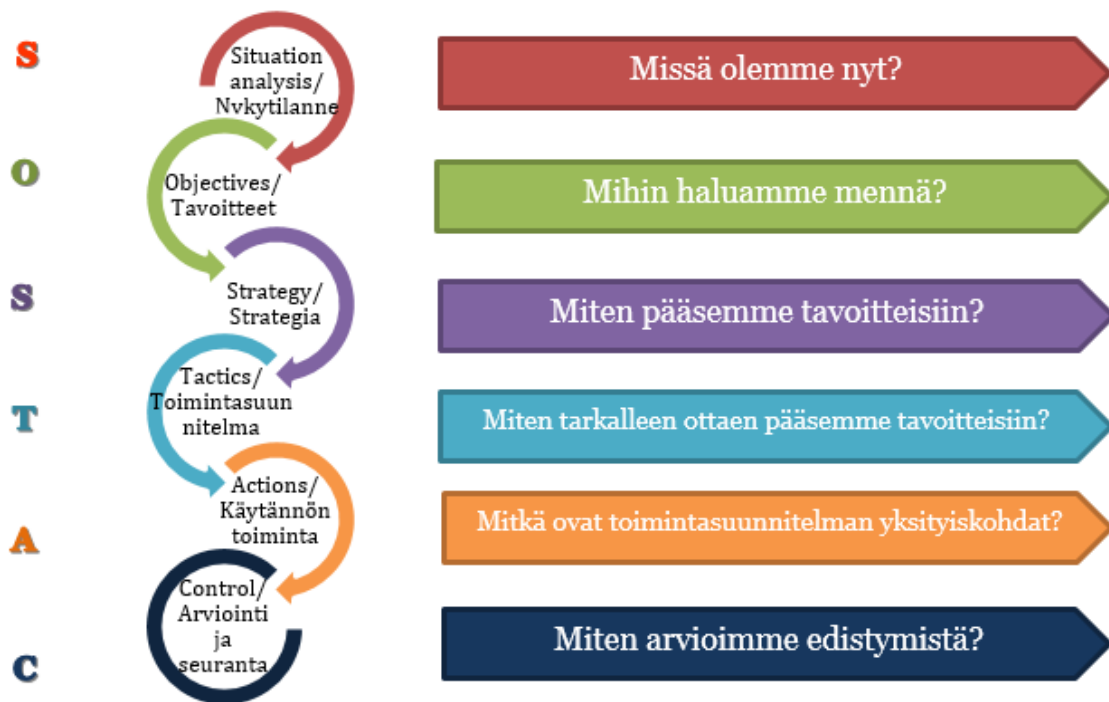 S
Situation
analysis/
Nykytilanne
Missä olemme nyt?
O
Objectives/
Tavoitteet
Mihin haluamme mennä?
S
Strategy/
Strategia
Miten pääsemme tavoitteisiin?
T
Tactics/
Toimintasuun
nitelma
Miten tarkalleen ottaen pääsemme tavoitteisiin?
A
Actions/
Käytännön
toiminta
Mitkä ovat toimintasuunnitelman yksityiskohdat?
C
Control/
Arviointi
ja
seuranta
Miten arvioimme edistymistä?